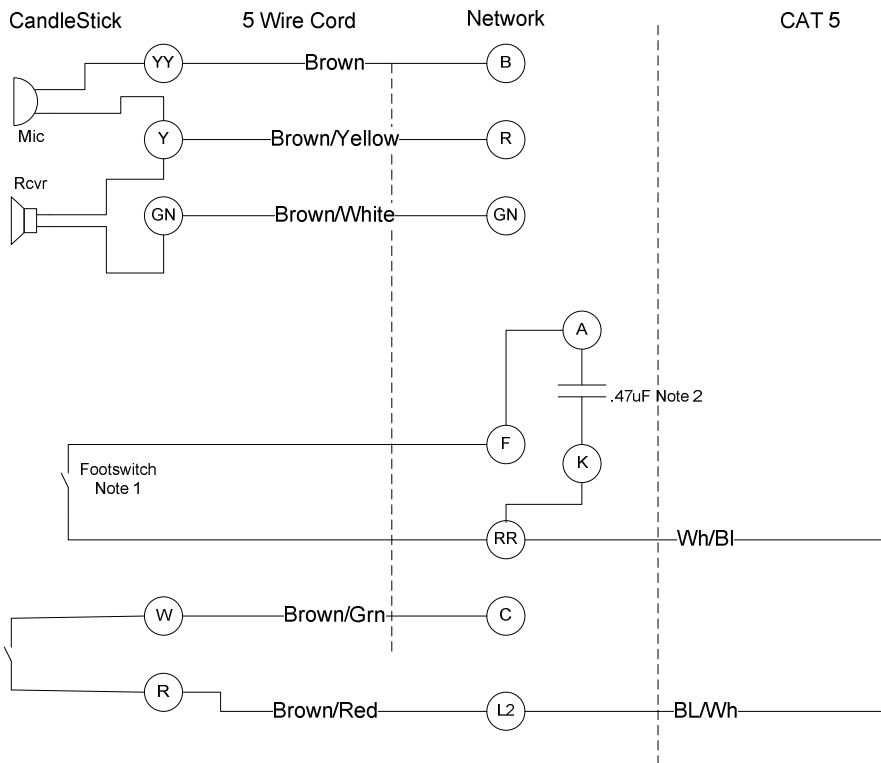 CandleStick
5 Wire Cord
Network
CAT 5
YY
Brown
B
Mic
Y
Brown/Yellow
R
Rcvr
GN
Brown/White
GN
A
.47uF Note 2
F
Footswitch
Note 1
K
RR
Wh/Bl
W
Brown/Grn
C
R
Brown/Red
L2
BL/Wh